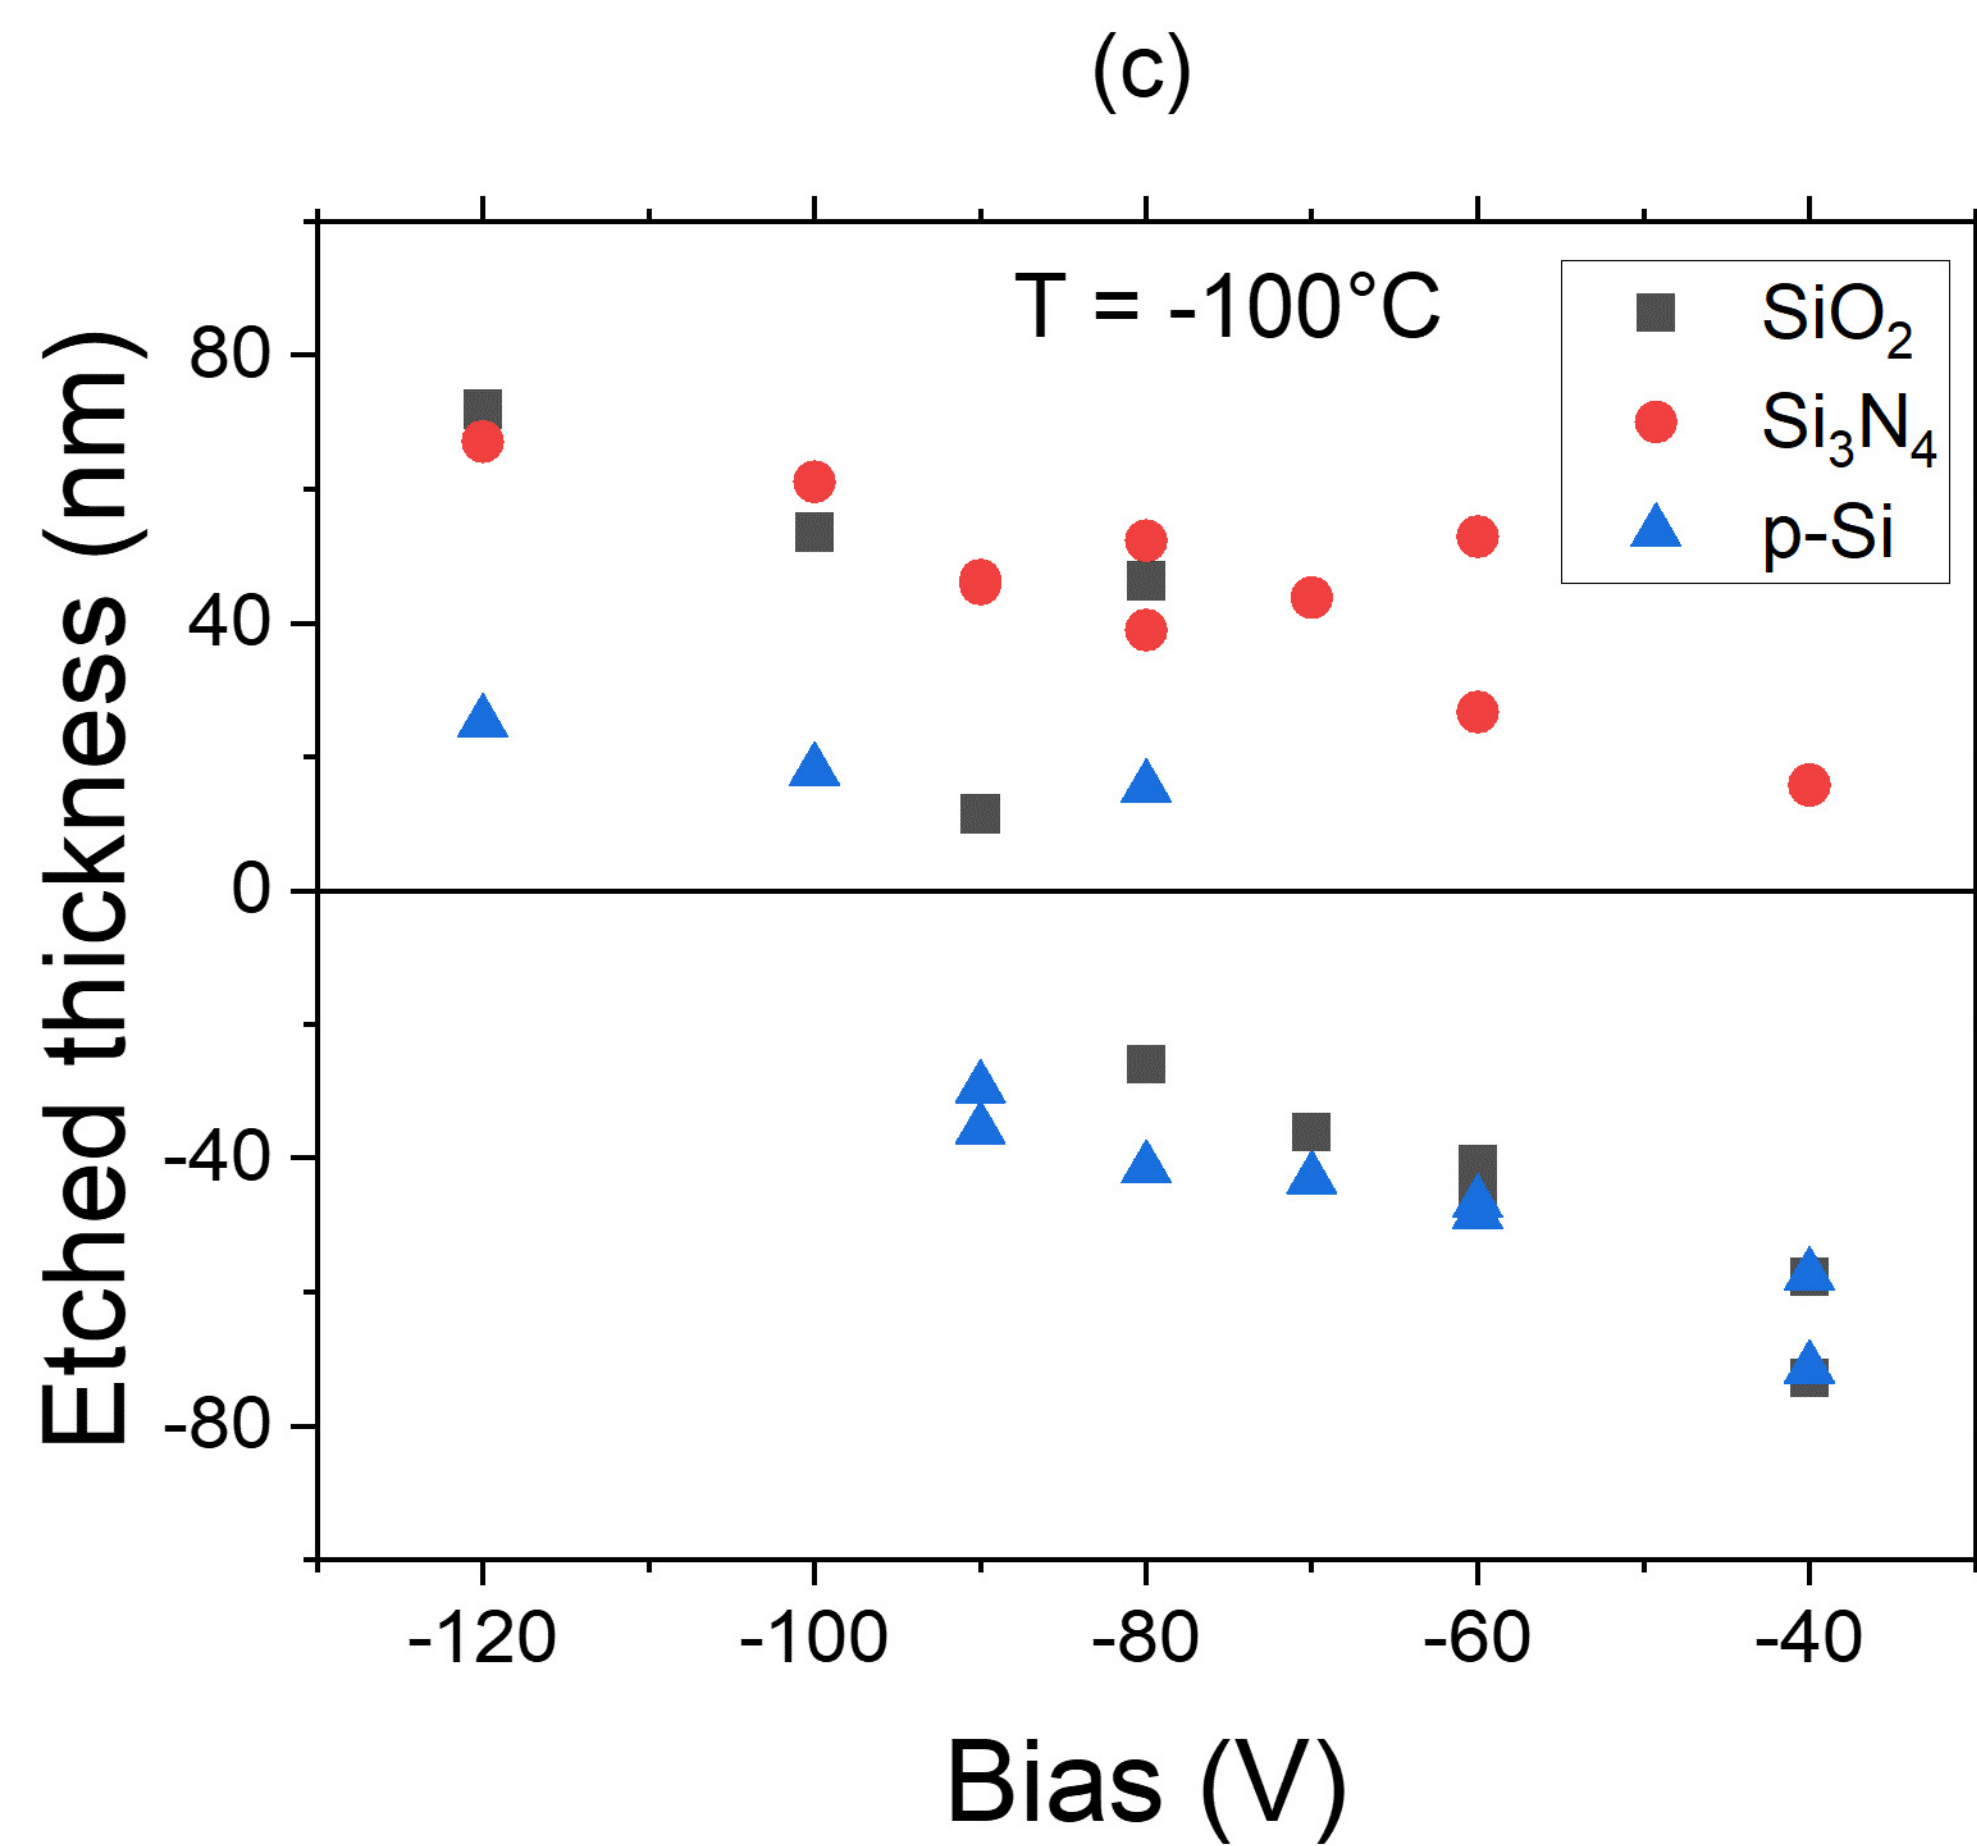 (c)
T = -100°C
SiO₂
Si₃N₄
p-Si
Etched thickness (nm)
80
40
0
-40
-80
-120
-100
-80
-60
-40
Bias (V)